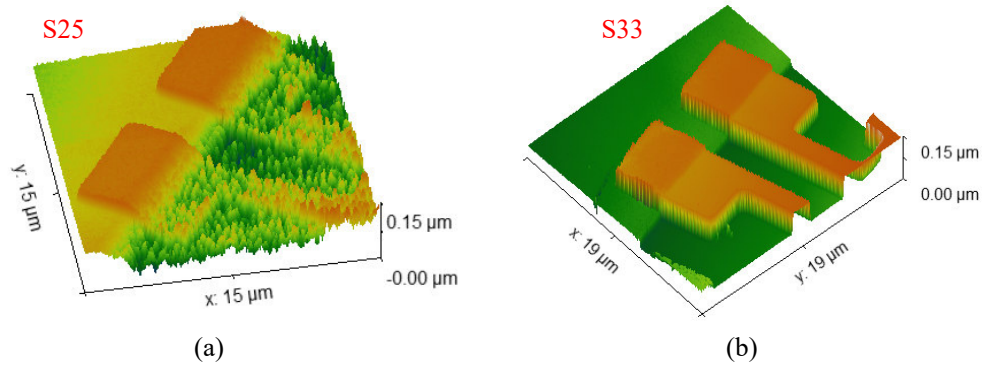 S25
y: 15 µm
x: 15 µm
0.15 µm
-0.00 µm
(a)
S33
x: 19 µm
y: 19 µm
0.15 µm
0.00 µm
(b)